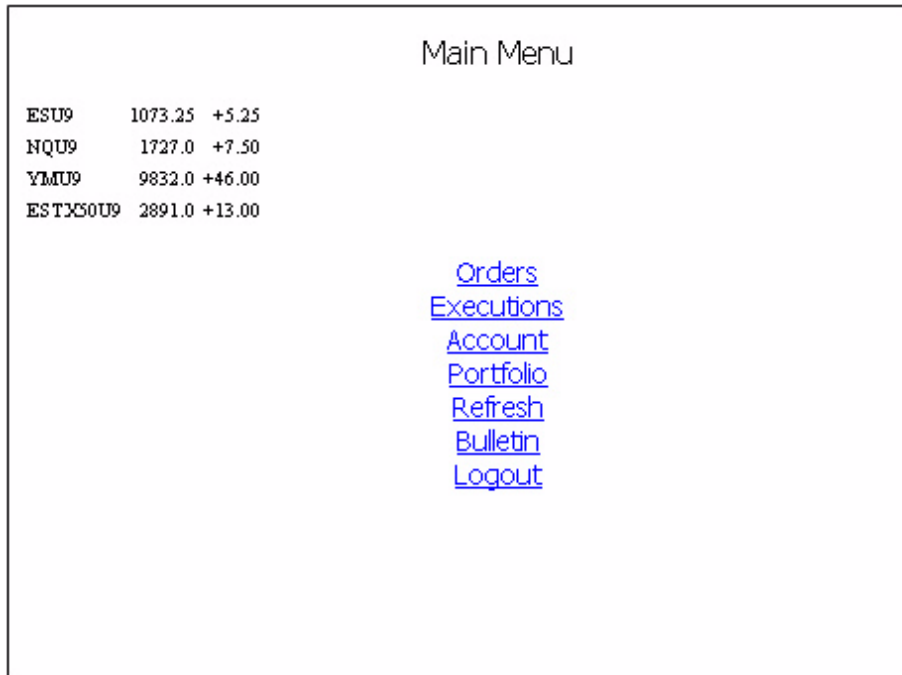 Main Menu
ESU9 1073.25 +5.25
NQU9 1727.0 +7.50
YMU9 9832.0 +46.00
ESTX50U9 2891.0 +13.00
Orders
Executions
Account
Portfolio
Refresh
Bulletin
Logout